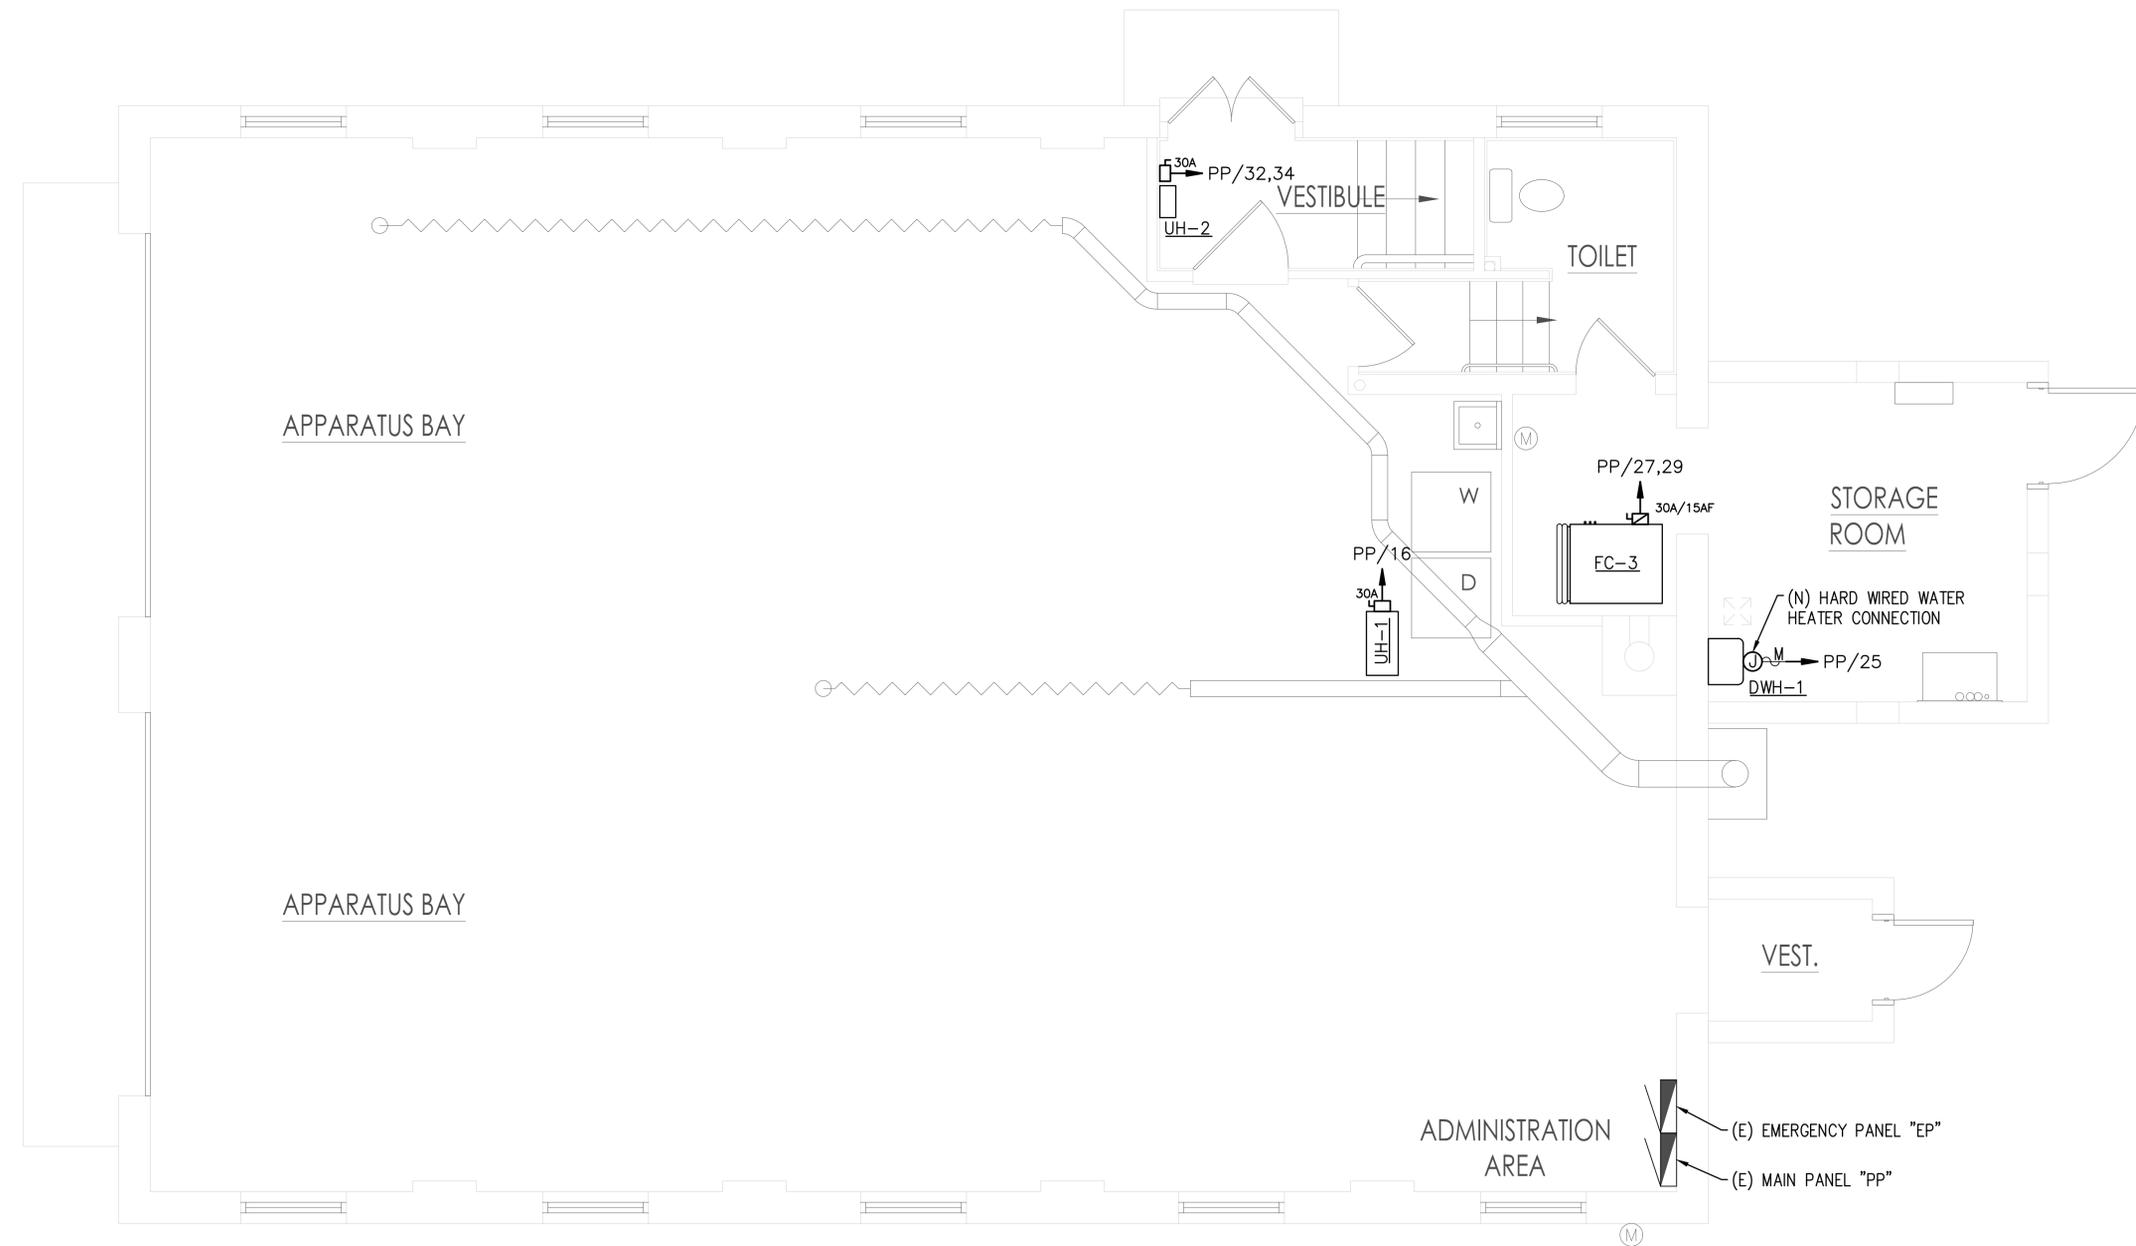 30A
PP/32,34
VESTIBULE
UH-2
TOILET
APPARATUS BAY
M
PP/27,29
W
30A/15AF
STORAGE
ROOM
PP/16
FC-3
D
30A
(N) HARD WIRED WATER
HEATER CONNECTION
UH-1
J
M
PP/25
DWH-1
APPARATUS BAY
VEST.
ADMINISTRATION
AREA
(E) EMERGENCY PANEL "EP"
(E) MAIN PANEL "PP"
M